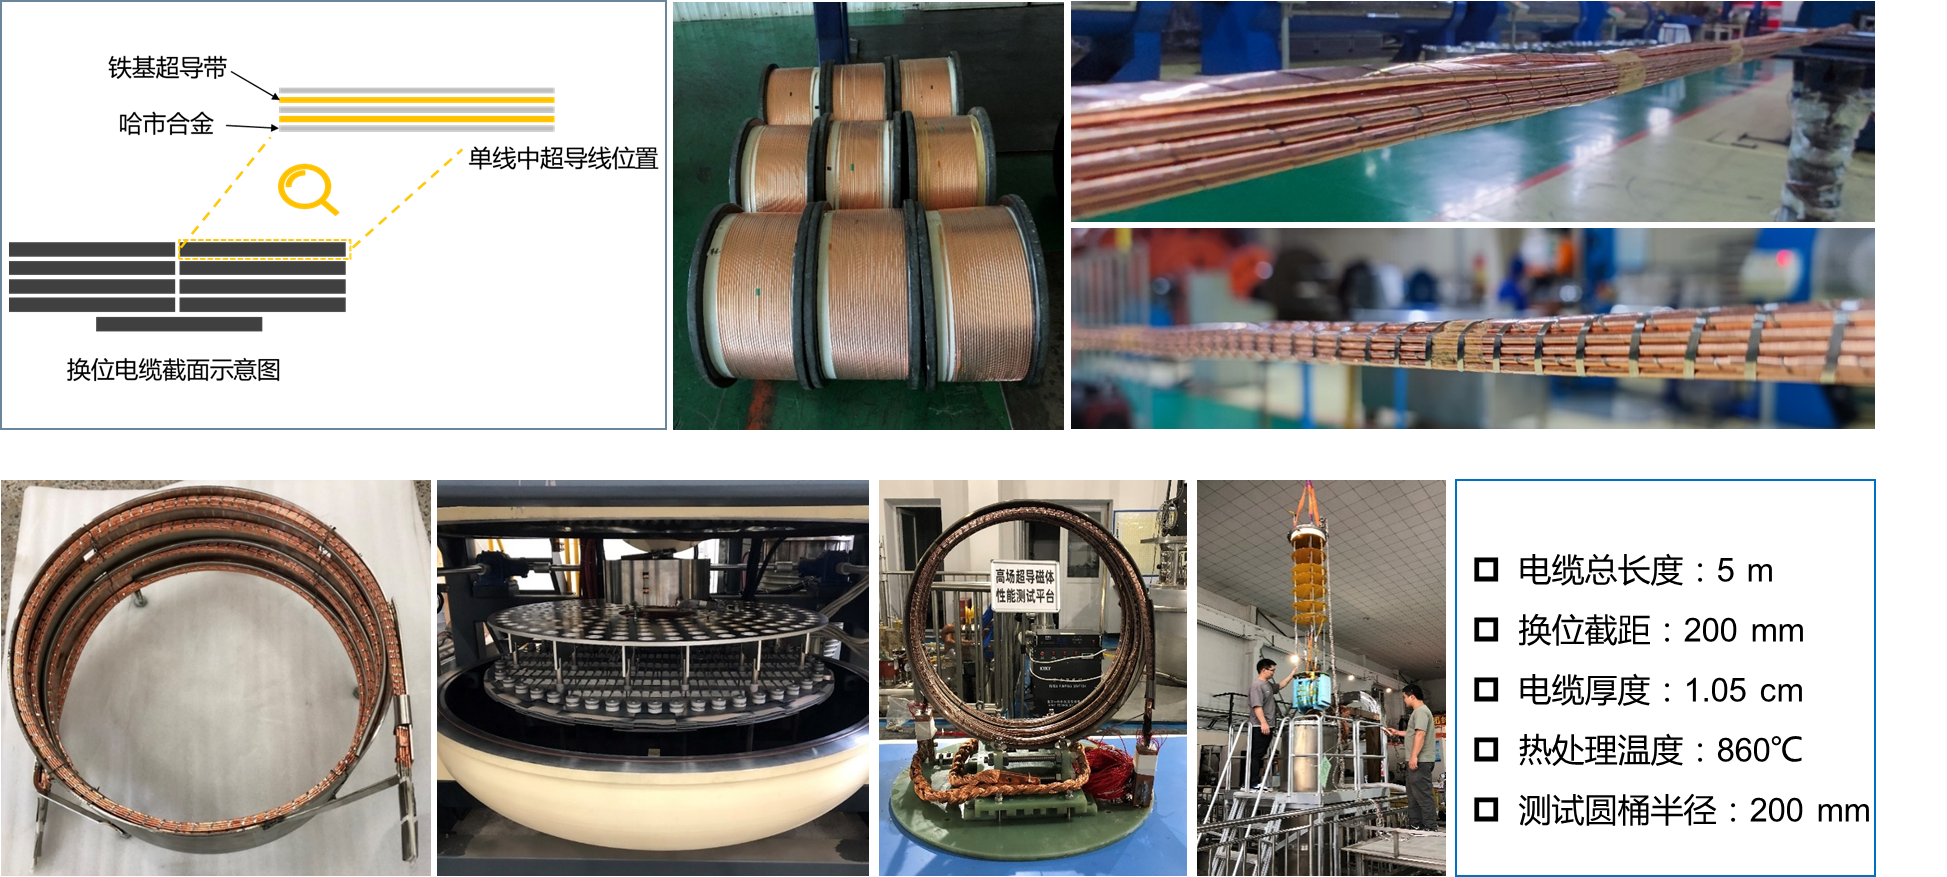 铁基超导带
哈市合金
单线中超导线位置
换位电缆截面示意图
高场超导磁体
性能测试平台
电缆总长度：5 m
换位截距：200 mm
电缆厚度：1.05 cm
热处理温度：860℃
测试圆桶半径：200 mm